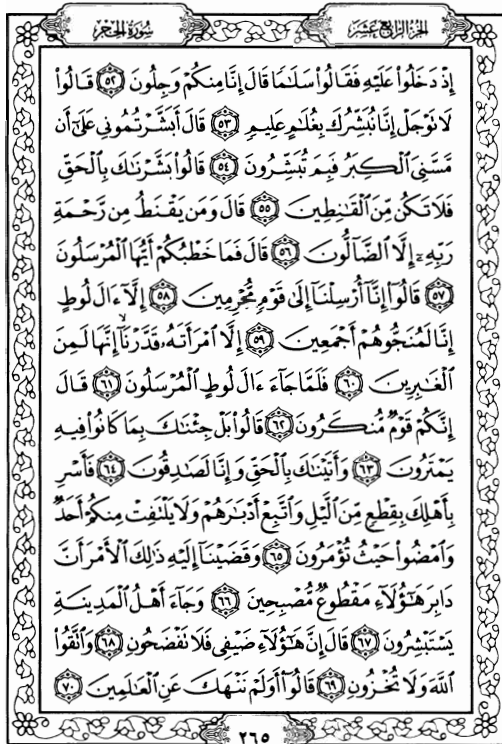 الجزء الرابع عشر
سورة الحجر
إِذْ دَخَلُوا۟ عَلَيْهِ فَقَالُوا۟ سَلَـٰمًا قَالَ إِنَّا مِنكُمْ وَجِلُونَ ٥٢ قَالُوا۟
لَا تَوْجَلْ إِنَّا نُبَشِّرُكَ بِغُلَـٰمٍ عَلِيمٍ ٥٣ قَالَ أَبَشَّرْتُمُونِى عَلَىٰٓ أَن
مَّسَّنِىَ ٱلْكِبَرُ فَبِمَ تُبَشِّرُونَ ٥٤ قَالُوا۟ بَشَّرْنَـٰكَ بِٱلْحَقِّ
فَلَا تَكُن مِّنَ ٱلْقَـٰنِطِينَ ٥٥ قَالَ وَمَن يَقْنَطُ مِن رَّحْمَةِ
رَبِّهِۦٓ إِلَّا ٱلضَّآلُّونَ ٥٦ قَالَ فَمَا خَطْبُكُمْ أَيُّهَا ٱلْمُرْسَلُونَ
٥٧ قَالُوٓا۟ إِنَّآ أُرْسِلْنَآ إِلَىٰ قَوْمٍ مُّجْرِمِينَ ٥٨ إِلَّآ ءَالَ لُوطٍ
إِنَّا لَمُنَجُّوهُمْ أَجْمَعِينَ ٥٩ إِلَّا ٱمْرَأَتَهُۥ قَدَّرْنَآ ۙ إِنَّهَا لَمِنَ
ٱلْغَـٰبِرِينَ ٦٠ فَلَمَّا جَآءَ ءَالَ لُوطٍ ٱلْمُرْسَلُونَ ٦١ قَالَ
إِنَّكُمْ قَوْمٌ مُّنكَرُونَ ٦٢ قَالُوا۟ بَلْ جِئْنَـٰكَ بِمَا كَانُوا۟ فِيهِ
يَمْتَرُونَ ٦٣ وَأَتَيْنَـٰكَ بِٱلْحَقِّ وَإِنَّا لَصَـٰدِقُونَ ٦٤ فَأَسْرِ
بِأَهْلِكَ بِقِطْعٍ مِّنَ ٱلَّيْلِ وَٱتَّبِعْ أَدْبَـٰرَهُمْ وَلَا يَلْتَفِتْ مِنكُمْ أَحَدٌ
وَٱمْضُوا۟ حَيْثُ تُؤْمَرُونَ ٦٥ وَقَضَيْنَآ إِلَيْهِ ذَٰلِكَ ٱلْأَمْرَ أَنَّ
دَابِرَ هَـٰٓؤُلَآءِ مَقْطُوعٌ مُّصْبِحِينَ ٦٦ وَجَآءَ أَهْلُ ٱلْمَدِينَةِ
يَسْتَبْشِرُونَ ٦٧ قَالَ إِنَّ هَـٰٓؤُلَآءِ ضَيْفِى فَلَا تَفْضَحُونِ ٦٨ وَٱتَّقُوا۟
ٱللَّهَ وَلَا تُخْزُونِ ٦٩ قَالُوٓا۟ أَوَلَمْ نَنْهَكَ عَنِ ٱلْعَـٰلَمِينَ ٧٠
٢٦٥